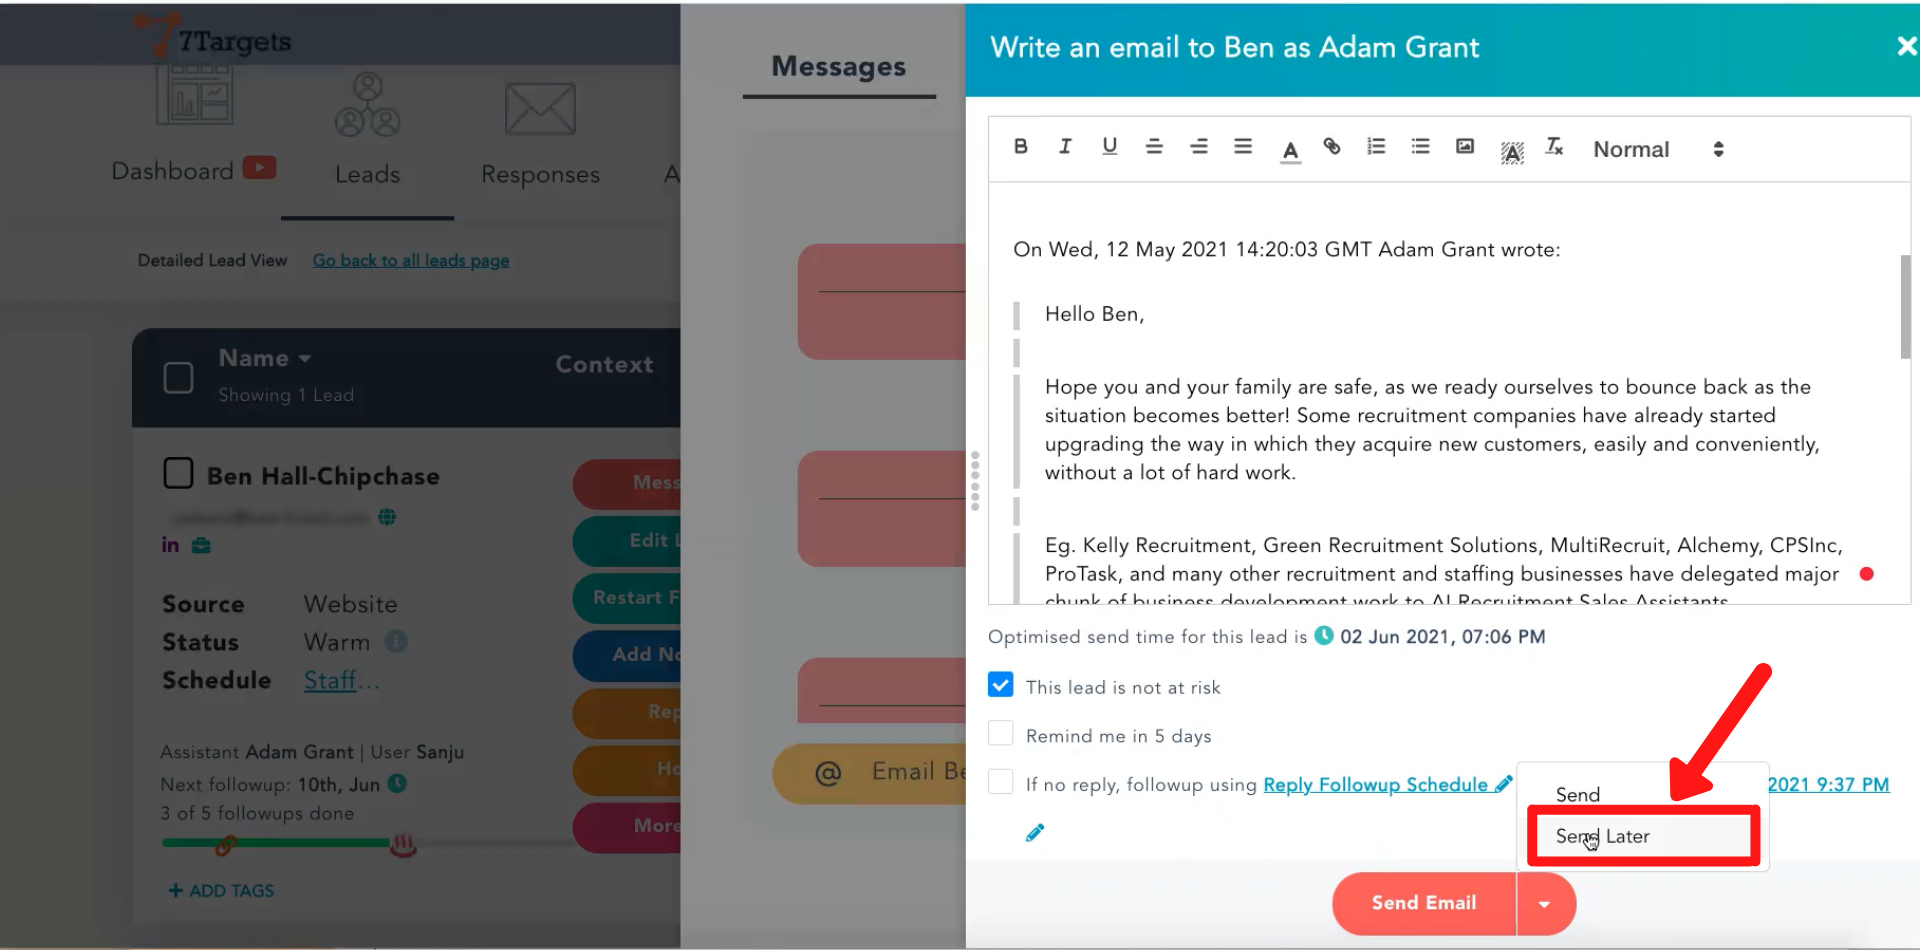 7Targets
Dashboard
Leads
Responses
A
Detailed Lead View
Go back to all leads page
Name
Showing 1 Lead
Context
Ben Hall-Chipchase
in
Source Website
Status Warm
Schedule Staff...
Assistant Adam Grant | User Sanju
Next followup: 10th, Jun
3 of 5 followups done
+ ADD TAGS
Mess
Edit L
Restart F
Add No
Rep
Ho
More
Messages
@ Email Be
Write an email to Ben as Adam Grant
B I U A A Tx Normal
On Wed, 12 May 2021 14:20:03 GMT Adam Grant wrote:
Hello Ben,
Hope you and your family are safe, as we ready ourselves to bounce back as the
situation becomes better! Some recruitment companies have already started
upgrading the way in which they acquire new customers, easily and conveniently,
without a lot of hard work.
Eg. Kelly Recruitment, Green Recruitment Solutions, MultiRecruit, Alchemy, CPSInc,
ProTask, and many other recruitment and staffing businesses have delegated major
chunk of business development work to AI Recruitment Sales Assistants
Optimised send time for this lead is 02 Jun 2021, 07:06 PM
This lead is not at risk
Remind me in 5 days
If no reply, followup using Reply Followup Schedule 2021 9:37 PM
Send
Send Later
Send Email